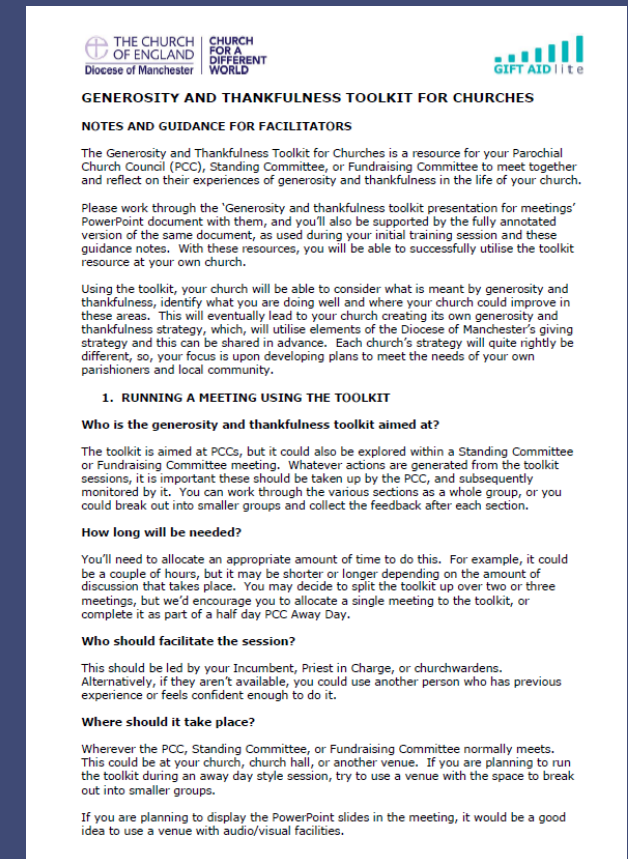 THE CHURCH
OF ENGLAND
Diocese of Manchester
CHURCH
FOR A
DIFFERENT
WORLD
GIFT AID lite
GENEROSITY AND THANKFULNESS TOOLKIT FOR CHURCHES
NOTES AND GUIDANCE FOR FACILITATORS
The Generosity and Thankfulness Toolkit for Churches is a resource for your Parochial
Church Council (PCC), Standing Committee, or Fundraising Committee to meet together
and reflect on their experiences of generosity and thankfulness in the life of your church.
Please work through the ‘Generosity and thankfulness toolkit presentation for meetings’
PowerPoint document with them, and you’ll also be supported by the fully annotated
version of the same document, as used during your initial training session and these
guidance notes. With these resources, you will be able to successfully utilise the toolkit
resource at your own church.
Using the toolkit, your church will be able to consider what is meant by generosity and
thankfulness, identify what you are doing well and where your church could improve in
these areas. This will eventually lead to your church creating its own generosity and
thankfulness strategy, which, will utilise elements of the Diocese of Manchester’s giving
strategy and this can be shared in advance. Each church’s strategy will quite rightly be
different, so, your focus is upon developing plans to meet the needs of your own
parishioners and local community.
1. RUNNING A MEETING USING THE TOOLKIT
Who is the generosity and thankfulness toolkit aimed at?
The toolkit is aimed at PCCs, but it could also be explored within a Standing Committee
or Fundraising Committee meeting. Whatever actions are generated from the toolkit
sessions, it is important these should be taken up by the PCC, and subsequently
monitored by it. You can work through the various sections as a whole group, or you
could break out into smaller groups and collect the feedback after each section.
How long will be needed?
You’ll need to allocate an appropriate amount of time to do this. For example, it could
be a couple of hours, but it may be shorter or longer depending on the amount of
discussion that takes place. You may decide to split the toolkit up over two or three
meetings, but we’d encourage you to allocate a single meeting to the toolkit, or
complete it as part of a half day PCC Away Day.
Who should facilitate the session?
This should be led by your Incumbent, Priest in Charge, or churchwardens.
Alternatively, if they aren’t available, you could use another person who has previous
experience or feels confident enough to do it.
Where should it take place?
Wherever the PCC, Standing Committee, or Fundraising Committee normally meets.
This could be at your church, church hall, or another venue. If you are planning to run
the toolkit during an away day style session, try to use a venue with the space to break
out into smaller groups.
If you are planning to display the PowerPoint slides in the meeting, it would be a good
idea to use a venue with audio/visual facilities.